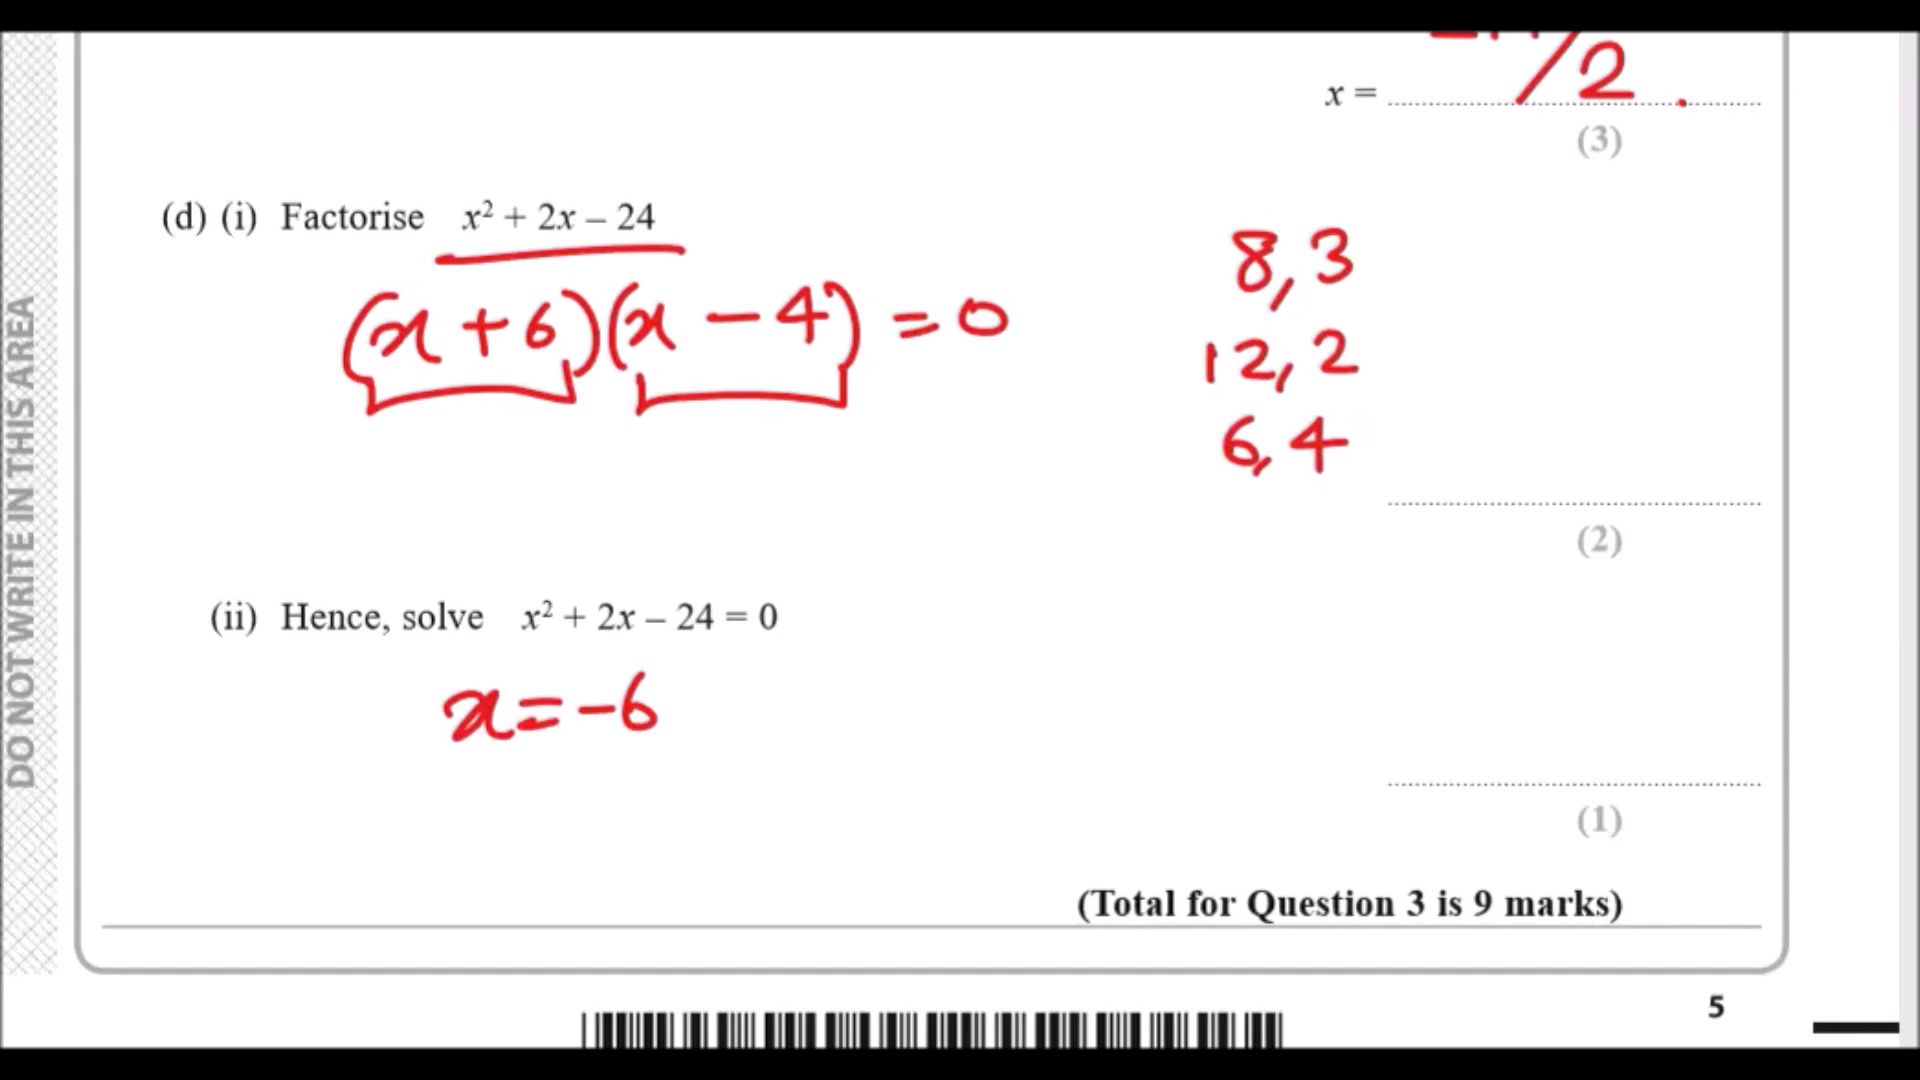 /2 .
x =
(3)
(d) (i) Factorise x² + 2x – 24
(x + 6)(x – 4) = 0
8, 3
12, 2
6, 4
(2)
(ii) Hence, solve x² + 2x – 24 = 0
x = -6
(1)
(Total for Question 3 is 9 marks)
5
DO NOT WRITE IN THIS AREA